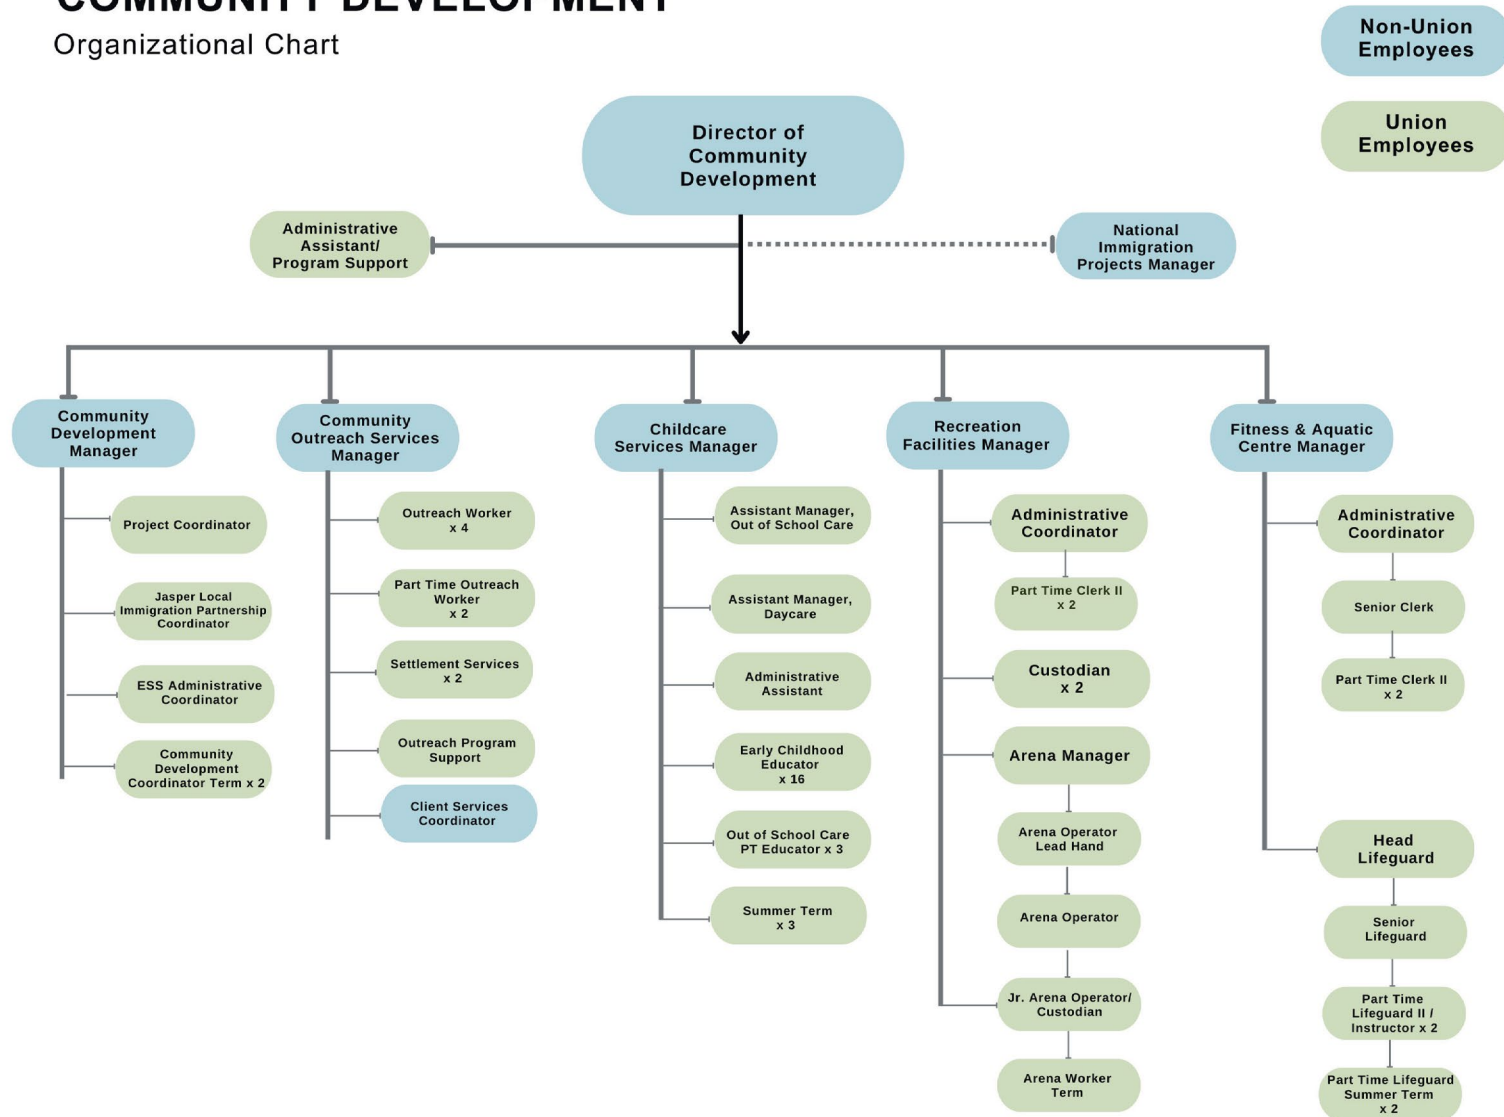 COMMUNITY DEVELOPMENT
Organizational Chart
Non-Union
Employees
Union
Employees
Director of
Community
Development
Administrative
Assistant/
Program Support
National
Immigration
Projects Manager
Community
Development
Manager
Project Coordinator
Jasper Local
Immigration Partnership
Coordinator
ESS Administrative
Coordinator
Community
Development
Coordinator Term x 2
Community
Outreach Services
Manager
Outreach Worker
x 4
Part Time Outreach
Worker
x 2
Settlement Services
x 2
Outreach Program
Support
Client Services
Coordinator
Childcare
Services Manager
Assistant Manager,
Out of School Care
Assistant Manager,
Daycare
Administrative
Assistant
Early Childhood
Educator
x 16
Out of School Care
PT Educator x 3
Summer Term
x 3
Recreation
Facilities Manager
Administrative
Coordinator
Part Time Clerk II
x 2
Custodian
x 2
Arena Manager
Arena Operator
Lead Hand
Arena Operator
Jr. Arena Operator/
Custodian
Arena Worker
Term
Fitness & Aquatic
Centre Manager
Administrative
Coordinator
Senior Clerk
Part Time Clerk II
x 2
Head
Lifeguard
Senior
Lifeguard
Part Time
Lifeguard II /
Instructor x 2
Part Time Lifeguard
Summer Term
x 2